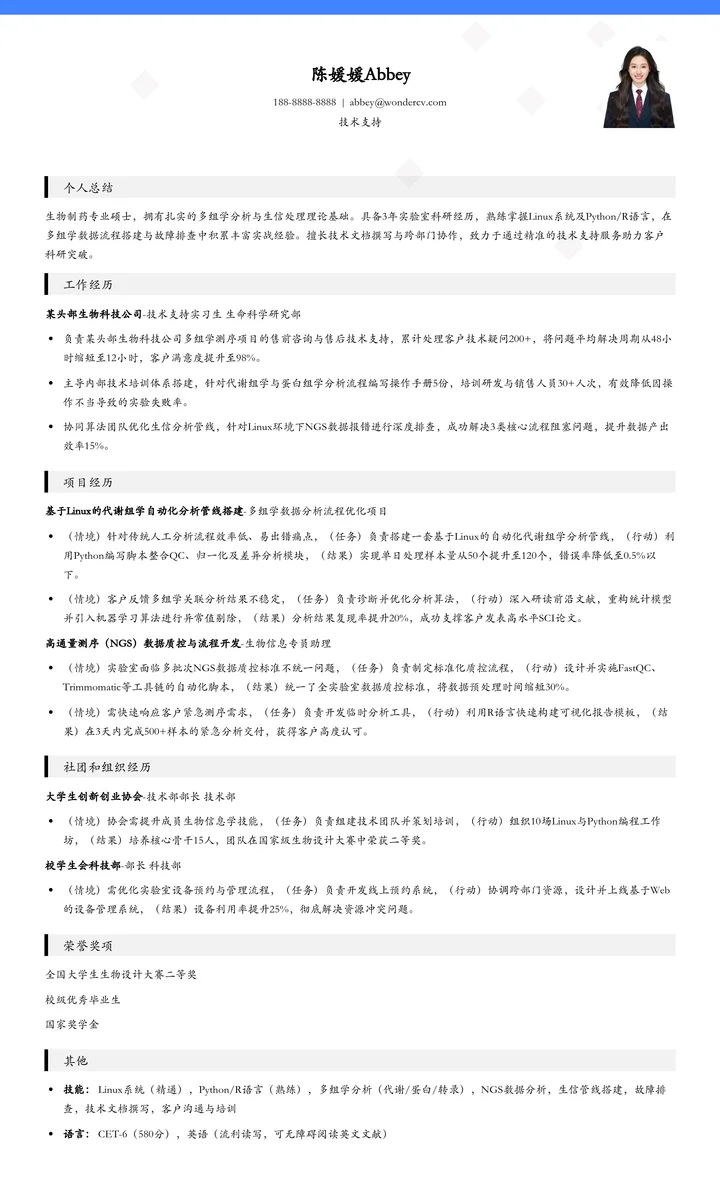 陈媛媛Abbey
188-8888-8888 | abbey@wondercv.com
技术支持
个人总结
生物制药专业硕士，拥有扎实的多组学分析与生信处理理论基础。具备3年实验室科研经历，熟练掌握Linux系统及Python/R语言，在
多组学数据流程搭建与故障排查中积累丰富实战经验。擅长技术文档撰写与跨部门协作，致力于通过精准的技术支持服务助力客户
科研突破。
工作经历
某头部生物科技公司-技术支持实习生 生命科学研究部
• 负责某头部生物科技公司多组学测序项目的售前咨询与售后技术支持，累计处理客户技术疑问200+，将问题平均解决周期从48小
时缩短至12小时，客户满意度提升至98%。
• 主导内部技术培训体系搭建，针对代谢组学与蛋白组学分析流程编写操作手册5份，培训研发与销售人员30+人次，有效降低因操
作不当导致的实验失败率。
• 协同算法团队优化生信分析管线，针对Linux环境下NGS数据报错进行深度排查，成功解决3类核心流程阻塞问题，提升数据产出
效率15%。
项目经历
基于Linux的代谢组学自动化分析管线搭建-多组学数据分析流程优化项目
• （情境）针对传统人工分析流程效率低、易出错痛点，（任务）负责搭建一套基于Linux的自动化代谢组学分析管线，（行动）利
用Python编写脚本整合QC、归一化及差异分析模块，（结果）实现单日处理样本量从50个提升至120个，错误率降低至0.5%以
下。
• （情境）客户反馈多组学关联分析结果不稳定，（任务）负责诊断并优化分析算法，（行动）深入研读前沿文献，重构统计模型
并引入机器学习算法进行异常值剔除，（结果）分析结果复现率提升20%，成功支撑客户发表高水平SCI论文。
高通量测序（NGS）数据质控与流程开发-生物信息专员助理
• （情境）实验室面临多批次NGS数据质控标准不统一问题，（任务）负责制定标准化质控流程，（行动）设计并实施FastQC、
Trimmomatic等工具链的自动化脚本，（结果）统一了全实验室数据质控标准，将数据预处理时间缩短30%。
• （情境）需快速响应客户紧急测序需求，（任务）负责开发临时分析工具，（行动）利用R语言快速构建可视化报告模板，（结
果）在3天内完成500+样本的紧急分析交付，获得客户高度认可。
社团和组织经历
大学生创新创业协会-技术部部长 技术部
• （情境）协会需提升成员生物信息学技能，（任务）负责组建技术团队并策划培训，（行动）组织10场Linux与Python编程工作
坊，（结果）培养核心骨干15人，团队在国家级生物设计大赛中荣获二等奖。
校学生会科技部-部长 科技部
• （情境）需优化实验室设备预约与管理流程，（任务）负责开发线上预约系统，（行动）协调跨部门资源，设计并上线基于Web
的设备管理系统，（结果）设备利用率提升25%，彻底解决资源冲突问题。
荣誉奖项
全国大学生生物设计大赛二等奖
校级优秀毕业生
国家奖学金
其他
• 技能： Linux系统（精通）, Python/R语言（熟练）, 多组学分析（代谢/蛋白/转录）, NGS数据分析，生信管线搭建，故障排
查，技术文档撰写，客户沟通与培训
• 语言： CET-6（580分）, 英语（流利读写，可无障碍阅读英文文献）